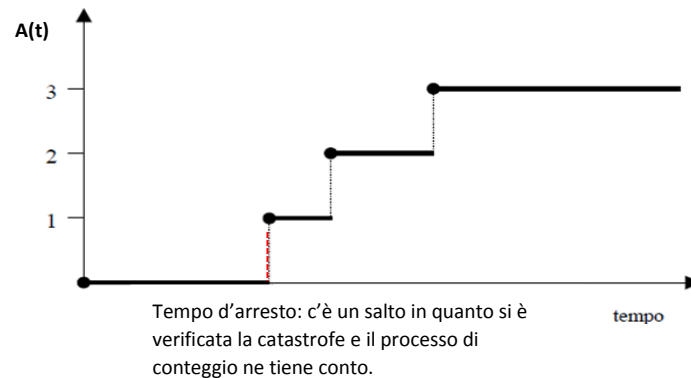 A(t)
3
2
1
Tempo d’arresto: c’è un salto in quanto si è
verificata la catastrofe e il processo di
conteggio ne tiene conto.
tempo